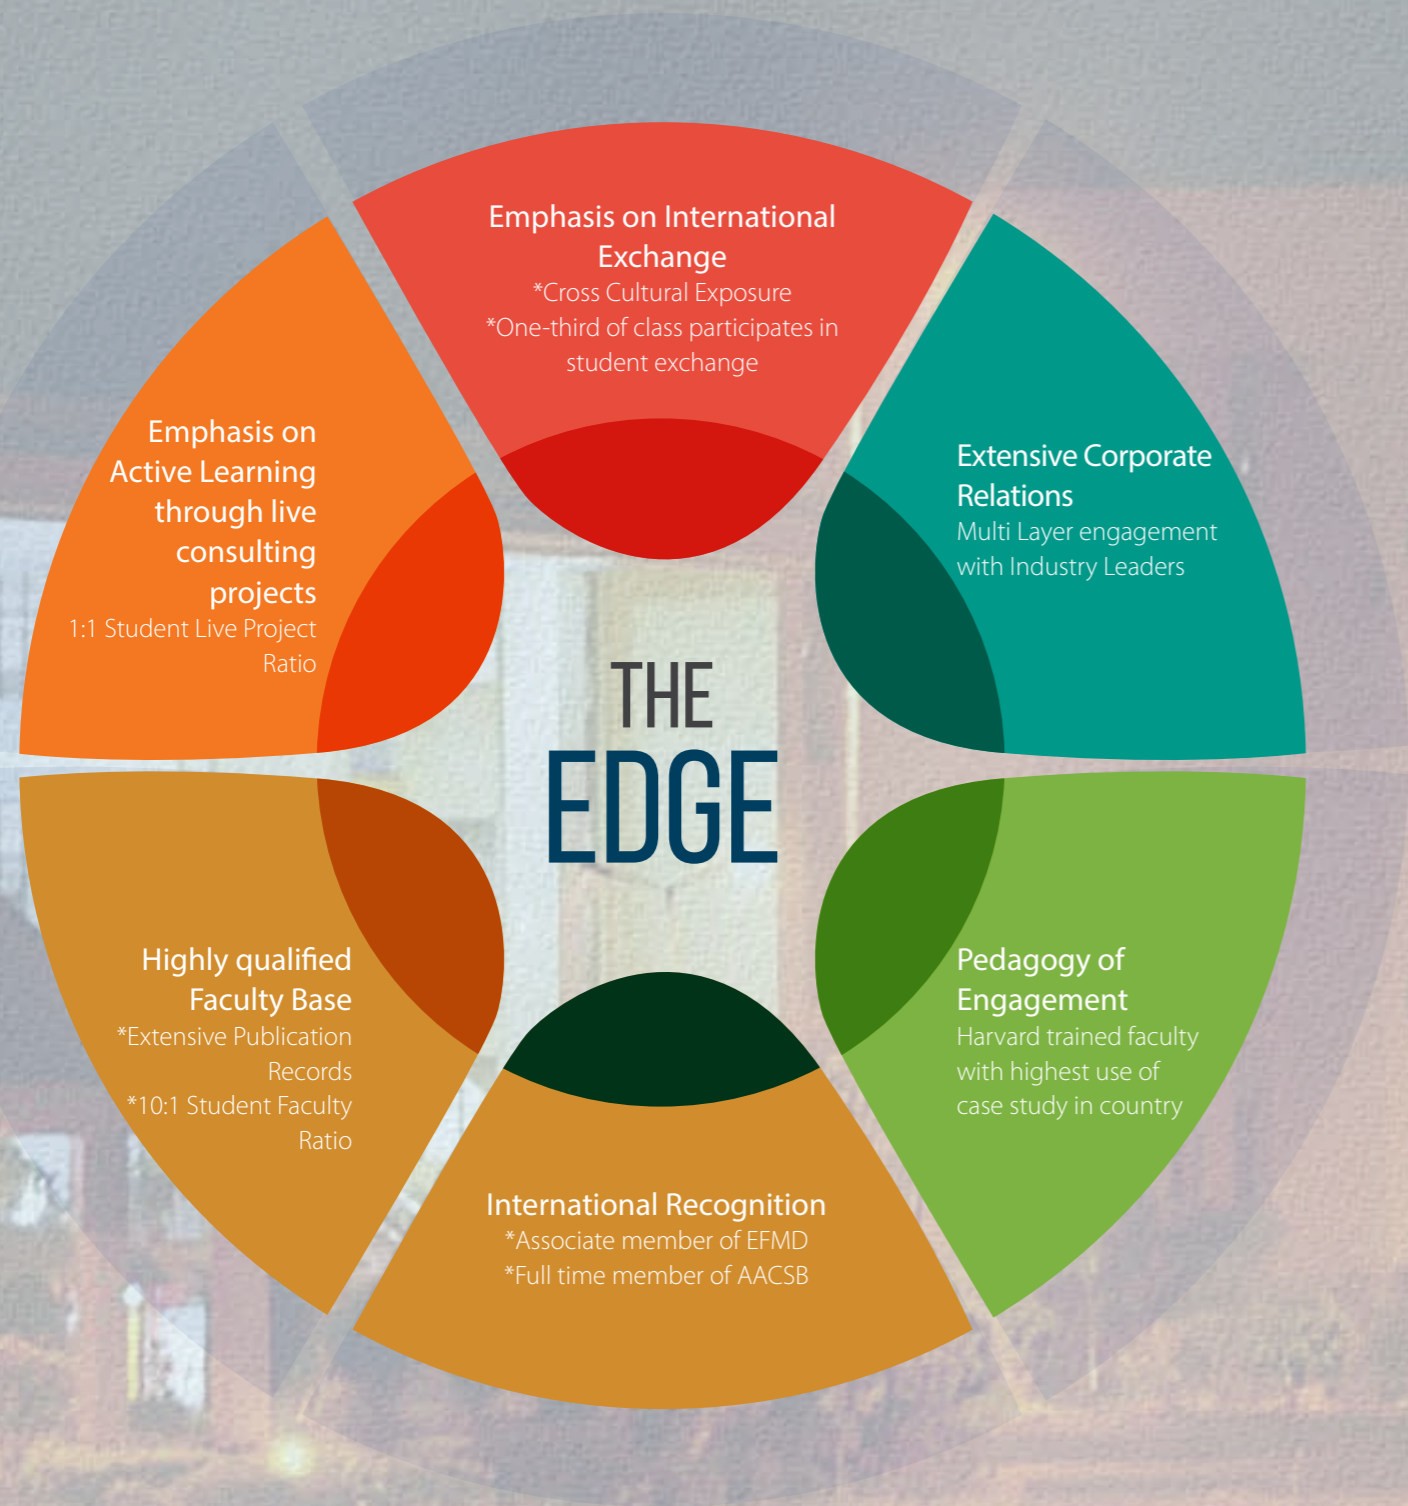 Emphasis on International
Exchange
*Cross Cultural Exposure
*One-third of class participates in
student exchange
Extensive Corporate
Relations
Multi Layer engagement
with Industry Leaders
Pedagogy of
Engagement
Harvard trained faculty
with highest use of
case study in country
International Recognition
*Associate member of EFMD
*Full time member of AACSB
Highly qualified
Faculty Base
*Extensive Publication
Records
*10:1 Student Faculty
Ratio
Emphasis on
Active Learning
through live
consulting
projects
1:1 Student Live Project
Ratio
THE
EDGE